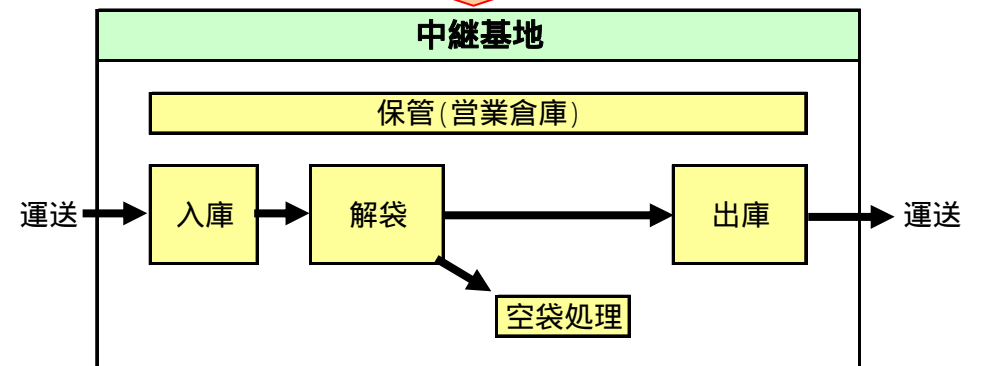 中継基地
保管(営業倉庫)
運送
入庫
解袋
出庫
運送
空袋処理